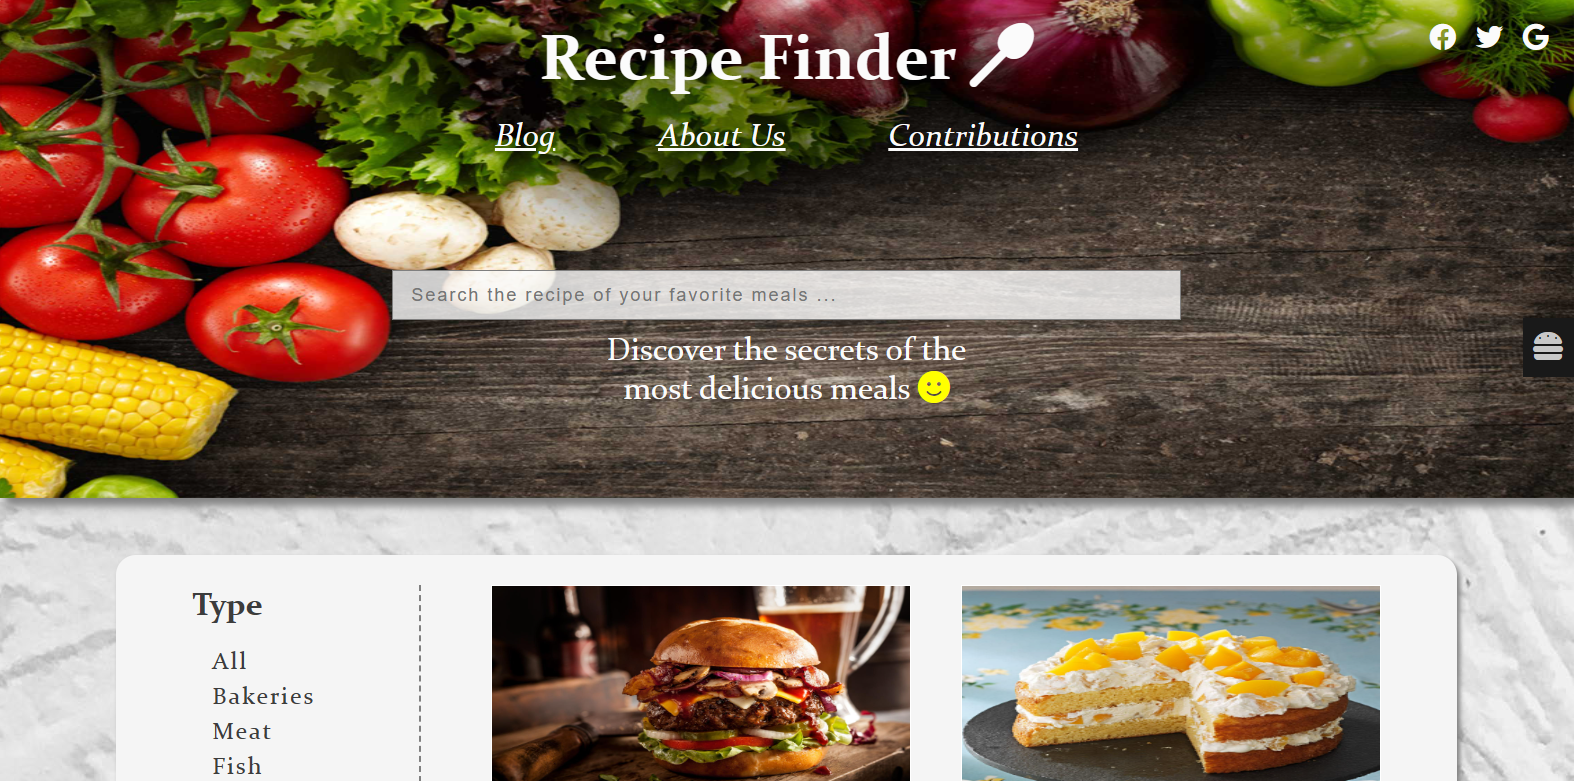 Recipe Finder
Blog
About Us
Contributions
Search the recipe of your favorite meals ...
Discover the secrets of the
most delicious meals
Type
All
Bakeries
Meat
Fish